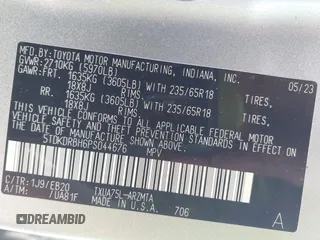 MFD. BY: TOYOTA MOTOR MANUFACTURING, INDIANA, INC.
GVWR: 2710KG (5970LB) 05/23
GAWR: FRT. 1635KG (3605LB) WITH 235/65R18 TIRES,
18X8J RIMS
RR. 1635KG (3605LB) WITH 235/65R18 TIRES,
18X8J RIMS
THIS VEHICLE CONFORMS TO ALL APPLICABLE FEDERAL
MOTOR VEHICLE SAFETY AND THEFT PREVENTION
STANDARDS IN EFFECT ON THE DATE OF
MANUFACTURE SHOWN ABOVE.
5TDKDRBH6PS044676 MPV
C/TR: 1J9/EB20 TXUA75L-ARZMTA
A/TM: /UA81F MADE IN U.S.A. 706 A
©RIDESAFELY